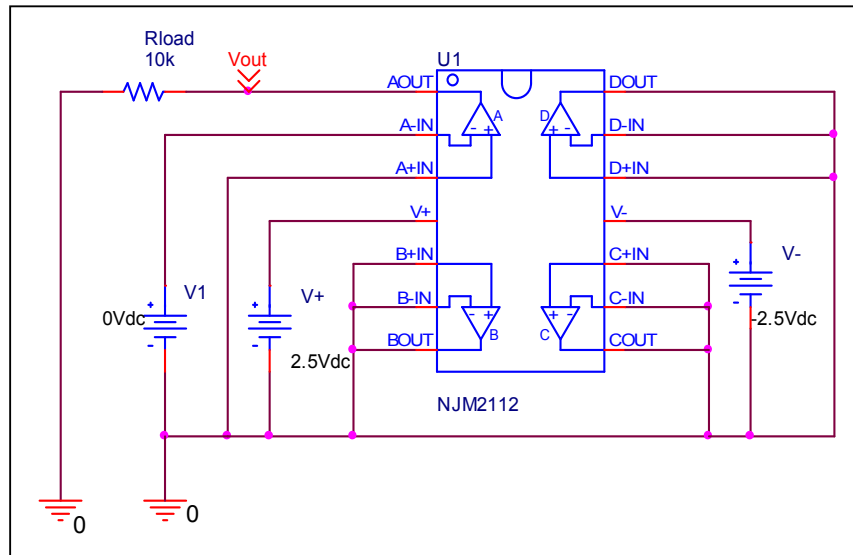 Rload
10k
Vout
U1
AOUT
DOUT
A
D
- +
+ -
A-IN
D-IN
A+IN
D+IN
V+
V-
B+IN
C+IN
+
V1
+
V+
+
V-
B-IN
C-IN
- +
+ -
0Vdc
-2.5Vdc
-
-
-
B
C
BOUT
COUT
2.5Vdc
NJM2112
0
0